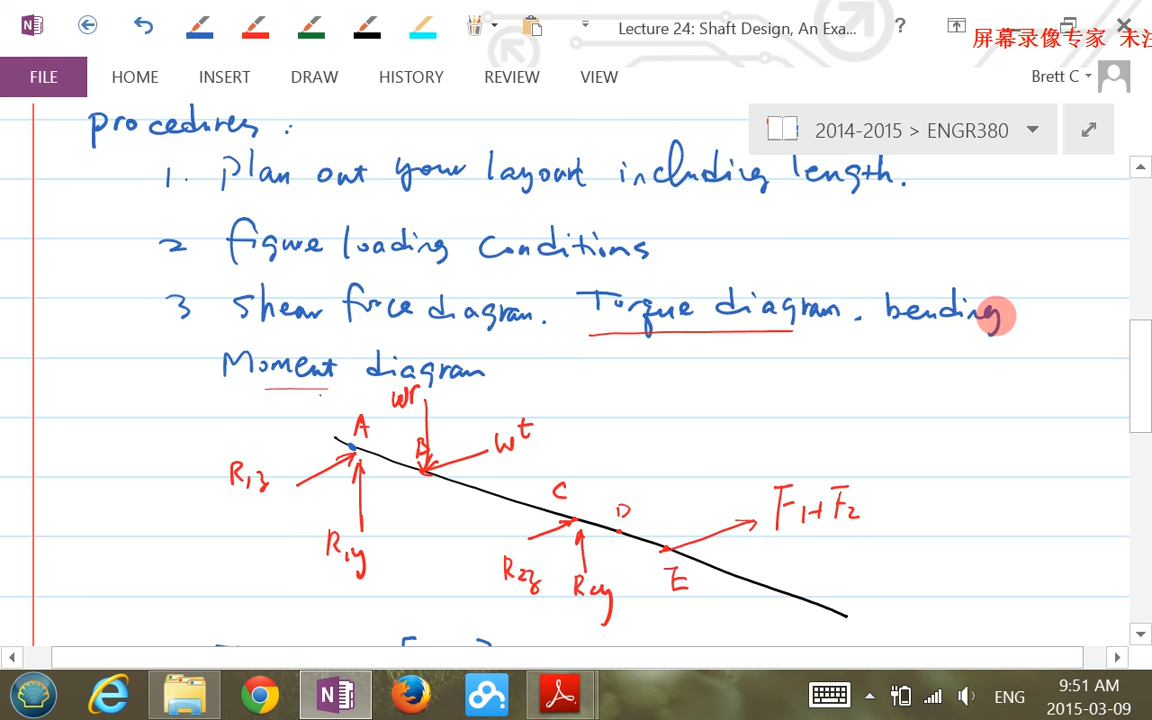 Lecture 24: Shaft Design, An Exa...
?
屏幕录像专家 未注
FILE
HOME
INSERT
DRAW
HISTORY
REVIEW
VIEW
Brett C
2014-2015 > ENGR380
procedures :
1. plan out your layout including length.
2 figure loading conditions
3 Shear force diagram. Torque diagram. bending
Moment diagram
Wr
A
B
Wt
R1z
C
D
F1+F2
R1y
R2z
R2y
E
ENG
9:51 AM
2015-03-09